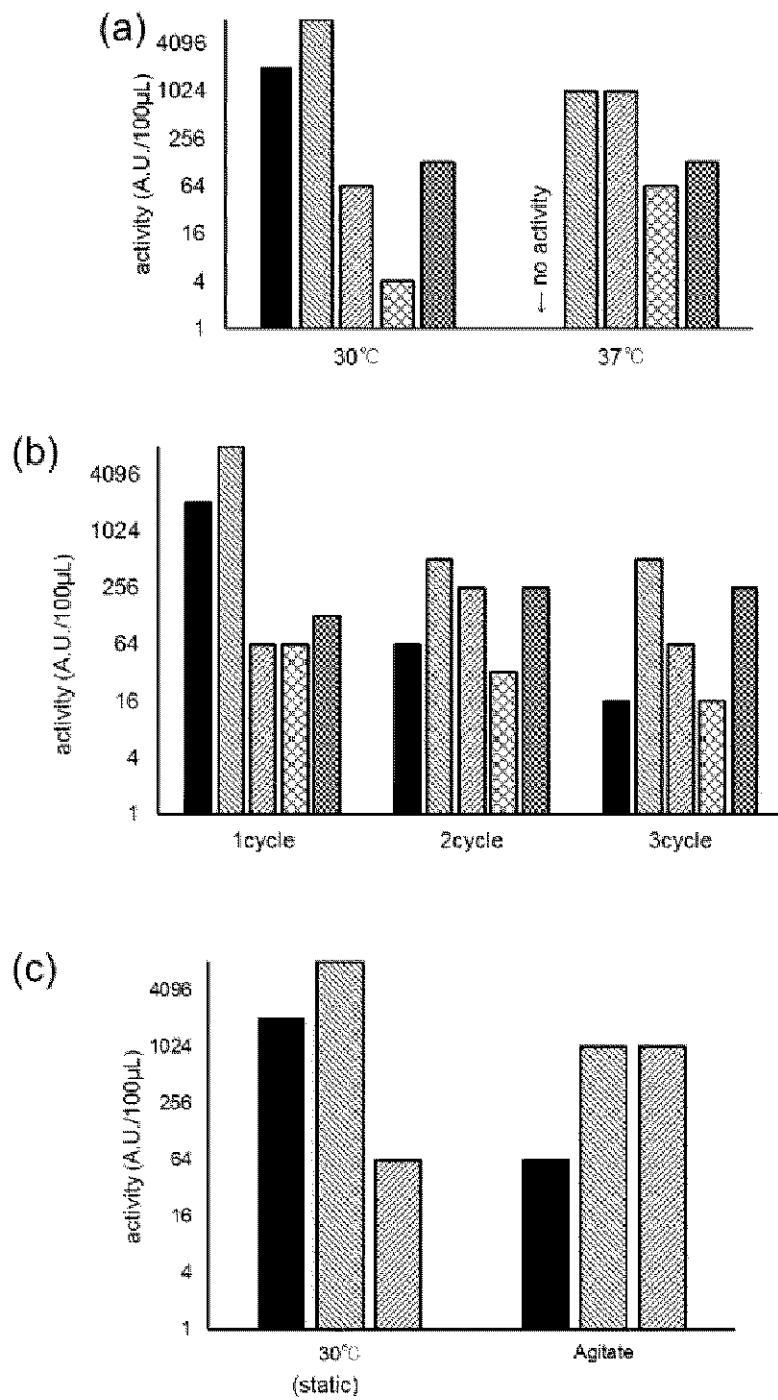 (a)
activity (A.U./100µL)
4096
1024
256
64
16
4
1
← no activity
30℃
37℃
(b)
activity (A.U./100µL)
4096
1024
256
64
16
4
1
1cycle
2cycle
3cycle
(c)
activity (A.U./100µL)
4096
1024
256
64
16
4
1
30℃
(static)
Agitate